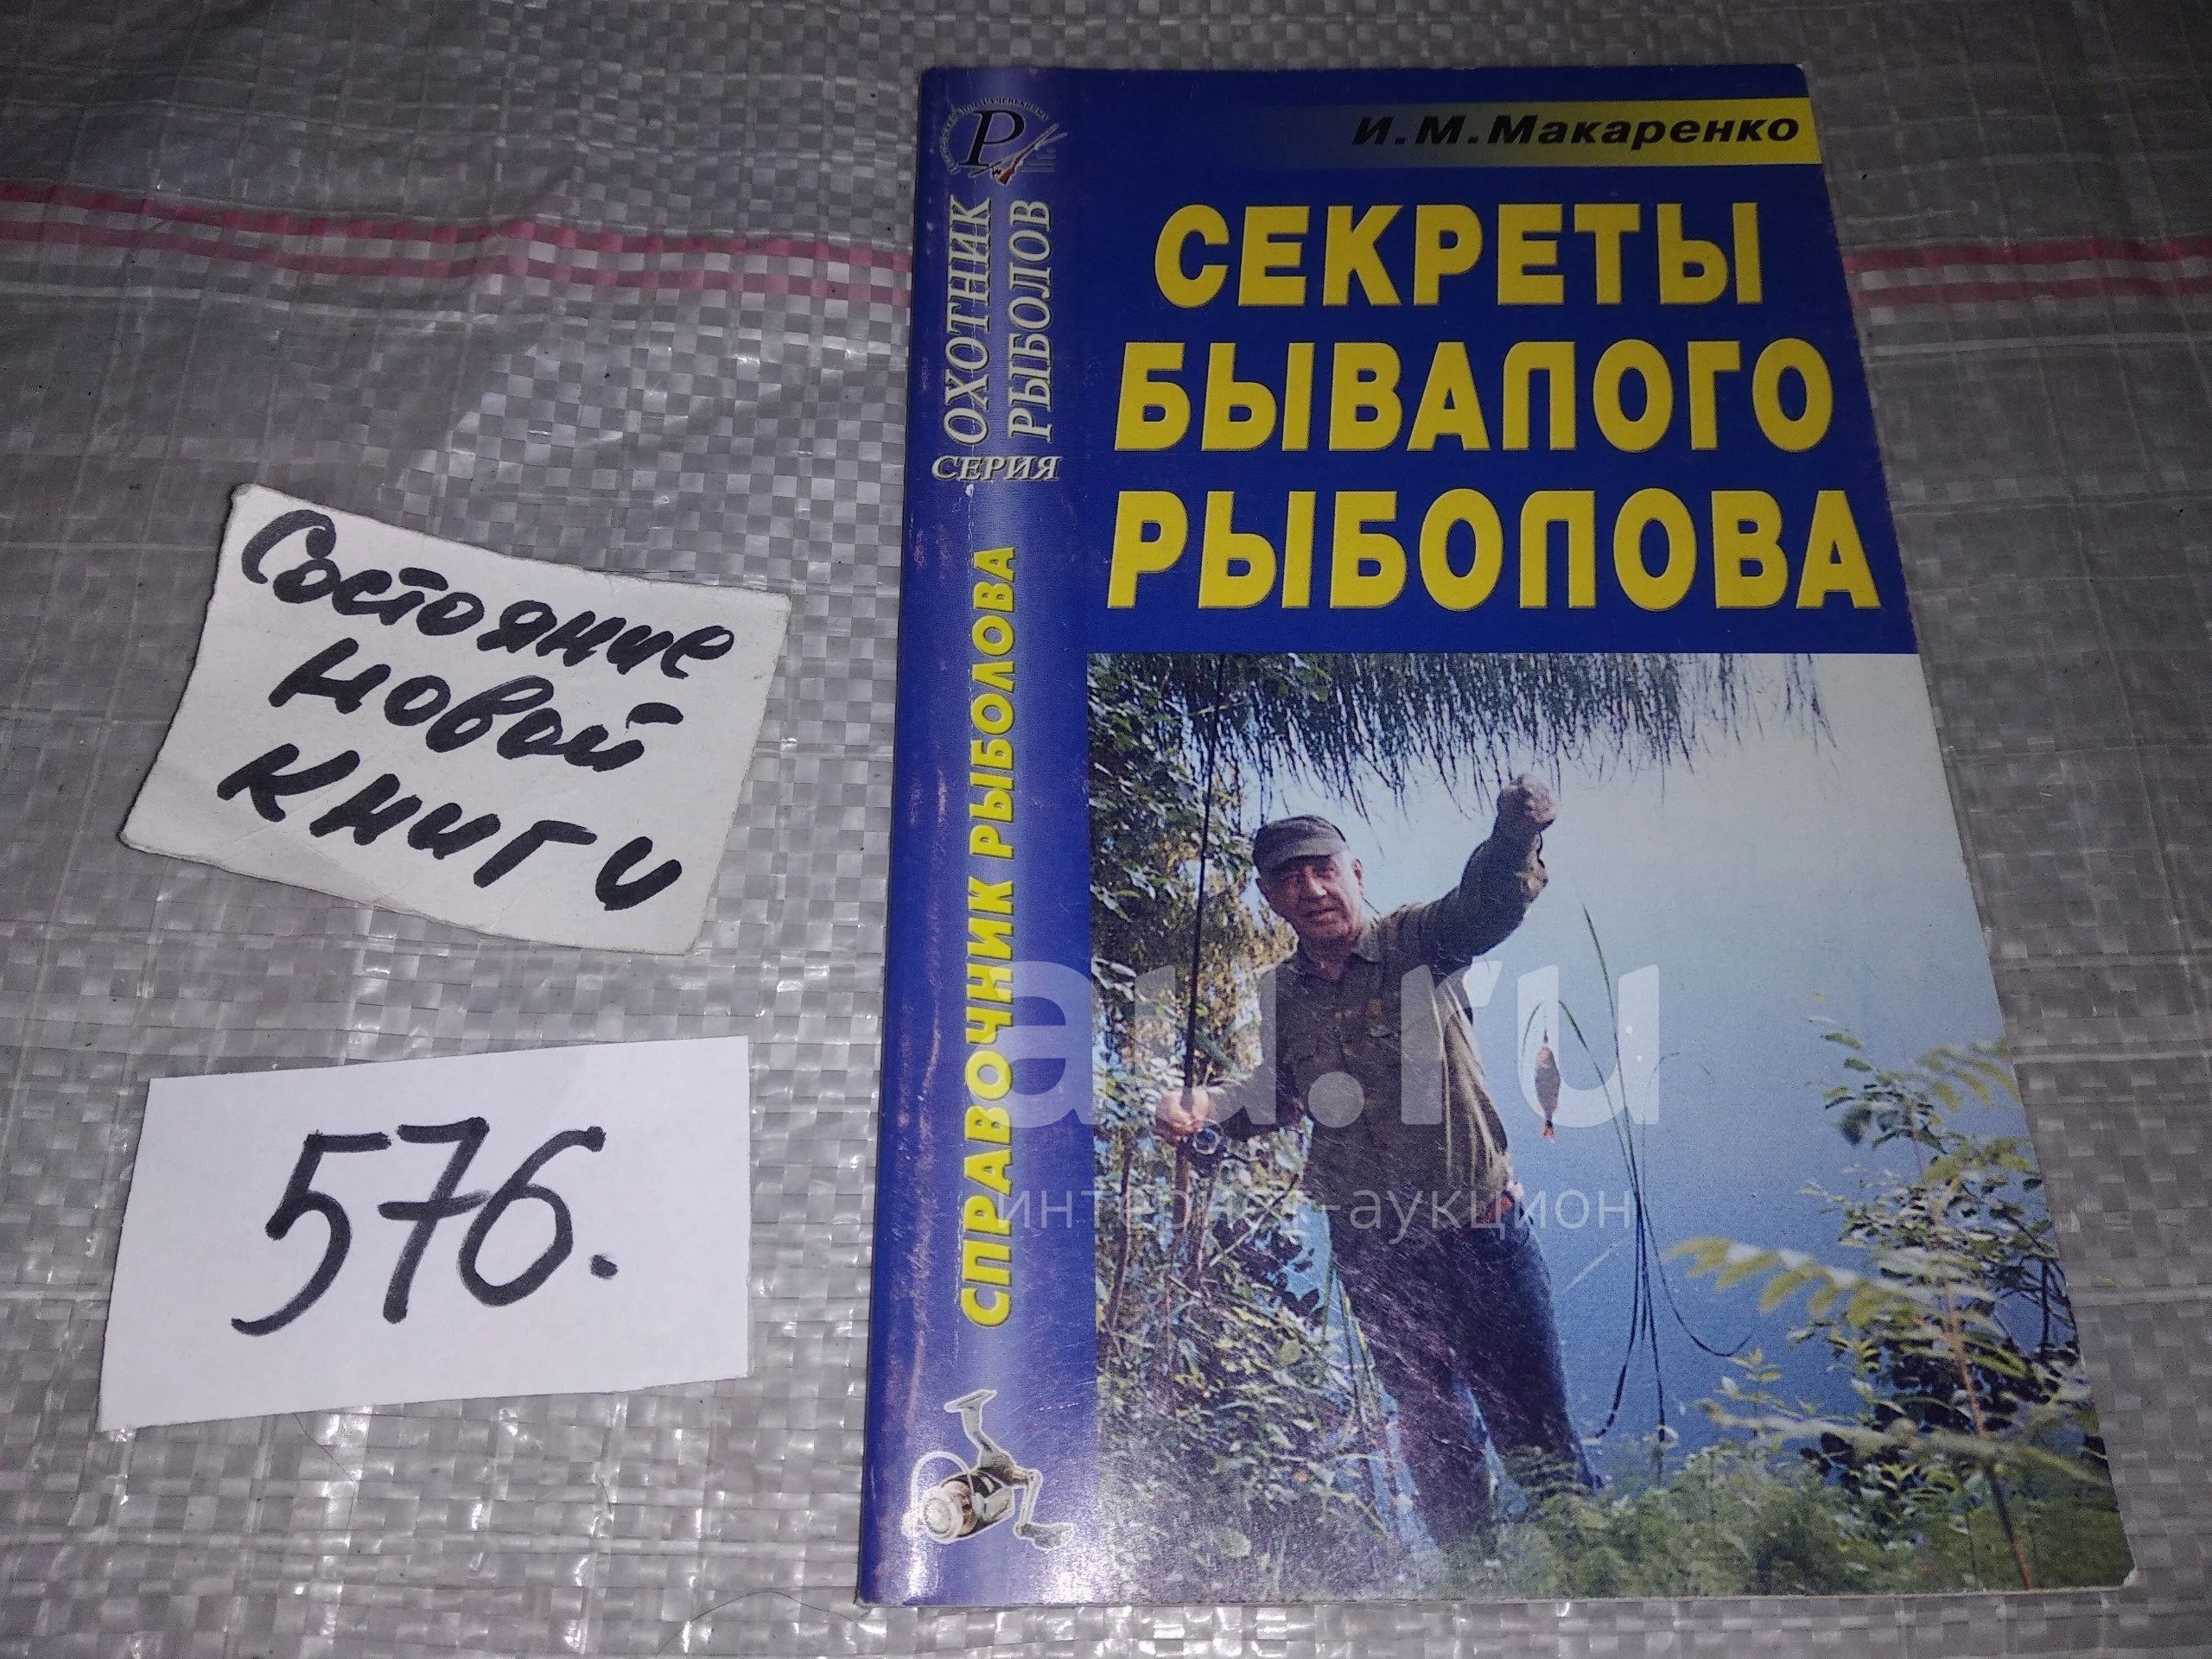 И.М.Макаренко
СЕКРЕТЫ
БЫВАЛОГО
РЫБОЛОВА
Р
ОХОТНИК
РЫБОЛОВ
СЕРИЯ
СПРАВОЧНИК РЫБОЛОВА
Состояние
новой
книги
576.
au.ru
интернет-аукцион